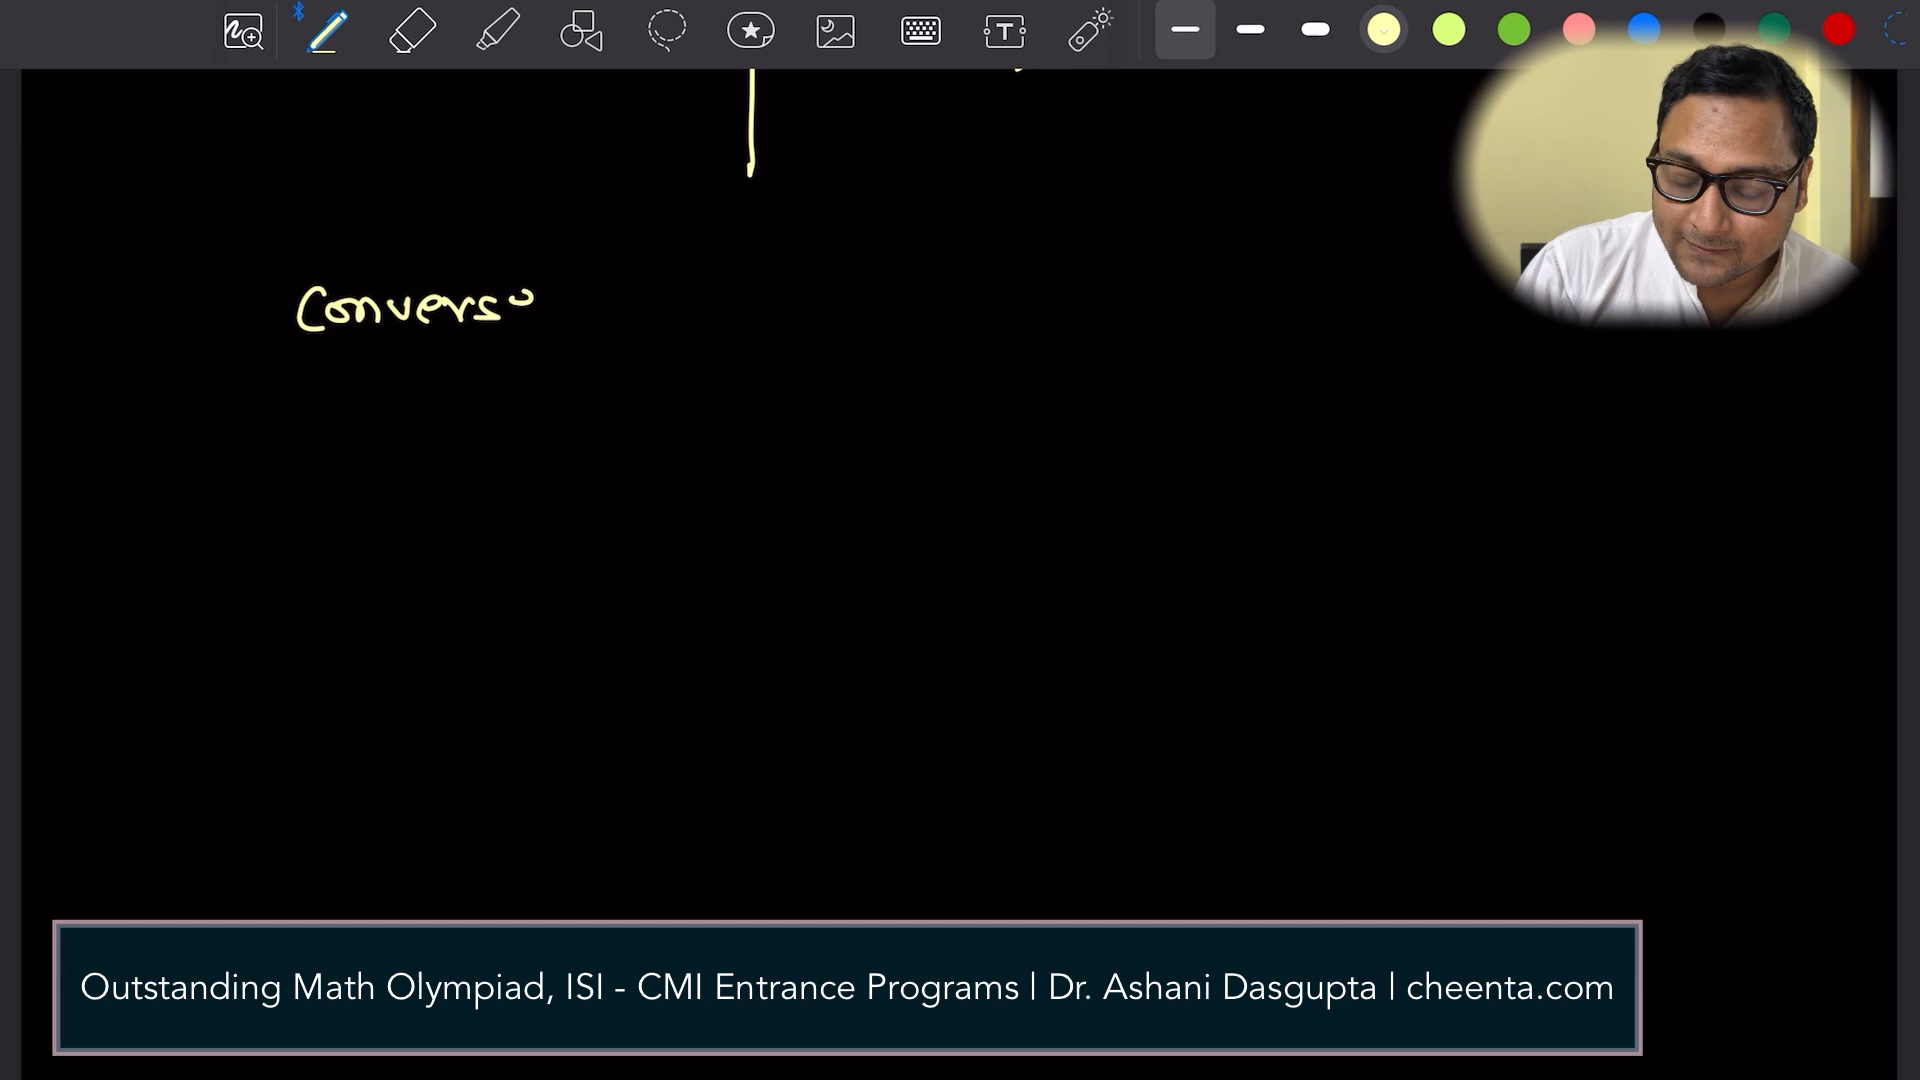 T
Converse
Outstanding Math Olympiad, ISI - CMI Entrance Programs | Dr. Ashani Dasgupta | cheenta.com